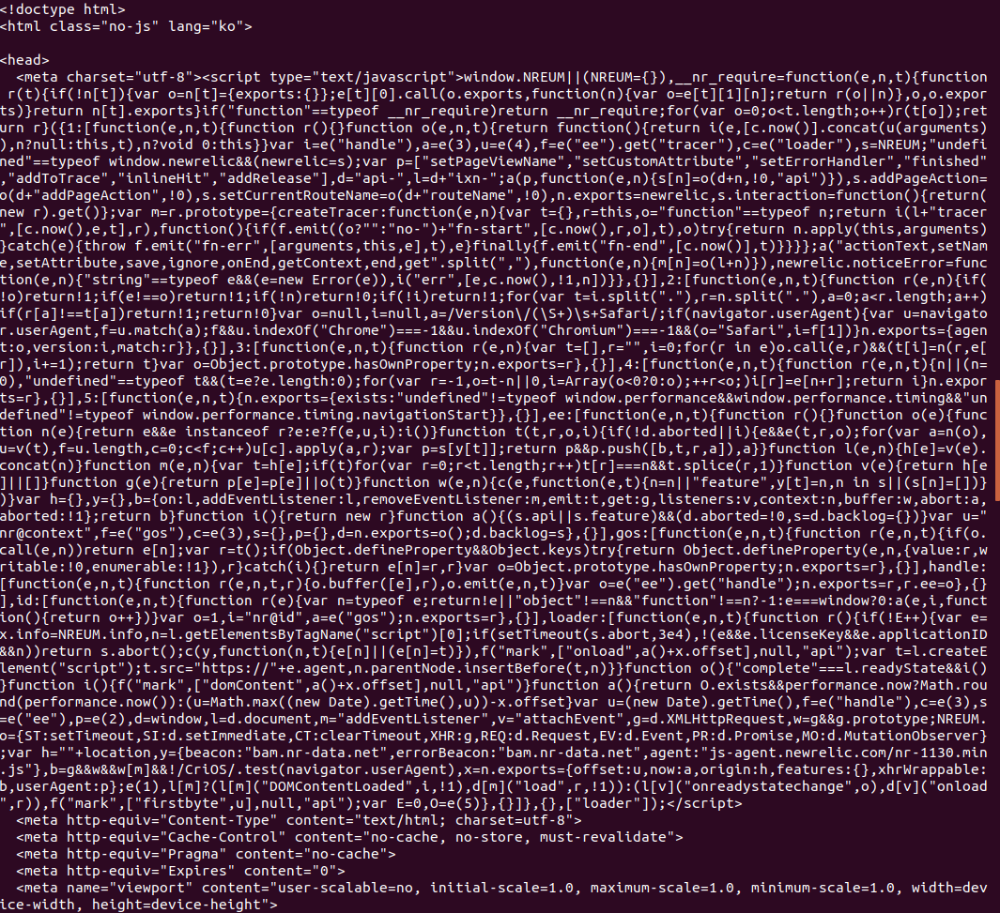 <!doctype html>
<html class="no-js" lang="ko">
<head>
  <meta charset="utf-8"><script type="text/javascript">window.NREUM||(NREUM={}),__nr_require=function(e,n,t){function
 r(t){if(!n[t]){var o=n[t]={exports:{}};e[t][0].call(o.exports,function(n){var o=e[t][1][n];return r(o||n)},o,o.expor
ts)}return n[t].exports}if("function"==typeof __nr_require)return __nr_require;for(var o=0;o<t.length;o++)r(t[o]);ret
urn r}({1:[function(e,n,t){function r(){}function o(e,n,t){return function(){return i(e,[c.now()].concat(u(arguments)
),n?null:this,t),n?void 0:this}}var i=e("handle"),a=e(3),u=e(4),f=e("ee").get("tracer"),c=e("loader"),s=NREUM;"undefi
ned"==typeof window.newrelic&&(newrelic=s);var p=["setPageViewName","setCustomAttribute","setErrorHandler","finished"
,"addToTrace","inlineHit","addRelease"],d="api-",l=d+"ixn-";a(p,function(e,n){s[n]=o(d+n,!0,"api")}),s.addPageAction=
o(d+"addPageAction",!0),s.setCurrentRouteName=o(d+"routeName",!0),n.exports=newrelic,s.interaction=function(){return(
new r).get()};var m=r.prototype={createTracer:function(e,n){var t={},r=this,o="function"==typeof n;return i(l+"tracer
",[c.now(),e,t],r),function(){if(f.emit((o?"":"no-")+"fn-start",[c.now(),r,o],t),o)try{return n.apply(this,arguments)
}catch(e){throw f.emit("fn-err",[arguments,this,e],t),e}finally{f.emit("fn-end",[c.now()],t)}}}};a("actionText,setNam
e,setAttribute,save,ignore,onEnd,getContext,end,get".split(","),function(e,n){m[n]=o(l+n)}),newrelic.noticeError=func
tion(e,n){"string"==typeof e&&(e=new Error(e)),i("err",[e,c.now(),!1,n])}},{}],2:[function(e,n,t){function r(e,n){if(
!o)return!1;if(e!==o)return!1;if(!n)return!0;if(!i)return!1;for(var t=i.split("."),r=n.split("."),a=0;a<r.length;a++)
if(r[a]!==t[a])return!1;return!0}var o=null,i=null,a=/Version\/(\S+)\s+Safari/;if(navigator.userAgent){var u=navigato
r.userAgent,f=u.match(a);f&&u.indexOf("Chrome")===-1&&u.indexOf("Chromium")===-1&&(o="Safari",i=f[1])}n.exports={agen
t:o,version:i,match:r}},{}],3:[function(e,n,t){function r(e,n){var t=[],r="",i=0;for(r in e)o.call(e,r)&&(t[i]=n(r,e[
r]),i+=1);return t}var o=Object.prototype.hasOwnProperty;n.exports=r},{}],4:[function(e,n,t){function r(e,n,t){n||(n=
0),"undefined"==typeof t&&(t=e?e.length:0);for(var r=-1,o=t-n||0,i=Array(o<0?0:o);++r<o;)i[r]=e[n+r];return i}n.expor
ts=r},{}],5:[function(e,n,t){n.exports={exists:"undefined"!=typeof window.performance&&window.performance.timing&&"un
defined"!=typeof window.performance.timing.navigationStart}},{}],ee:[function(e,n,t){function r(){}function o(e){func
tion n(e){return e&&e instanceof r?e:e?f(e,u,i):i()}function t(t,r,o,i){if(!d.aborted||i){e&&e(t,r,o);for(var a=n(o),
u=v(t),f=u.length,c=0;c<f;c++)u[c].apply(a,r);var p=s[y[t]];return p&&p.push([b,t,r,a]),a}}function l(e,n){h[e]=v(e).
concat(n)}function m(e,n){var t=h[e];if(t)for(var r=0;r<t.length;r++)t[r]===n&&t.splice(r,1)}function v(e){return h[e
]||[]}function g(e){return p[e]=p[e]||o(t)}function w(e,n){c(e,function(e,t){n=n||"feature",y[t]=n,n in s||(s[n]=[])}
)}var h={},y={},b={on:l,addEventListener:l,removeEventListener:m,emit:t,get:g,listeners:v,context:n,buffer:w,abort:a,
aborted:!1};return b}function i(){return new r}function a(){(s.api||s.feature)&&(d.aborted=!0,s=d.backlog={})}var u="
nr@context",f=e("gos"),c=e(3),s={},p={},d=n.exports=o();d.backlog=s},{}],gos:[function(e,n,t){function r(e,n,t){if(o.
call(e,n))return e[n];var r=t();if(Object.defineProperty&&Object.keys)try{return Object.defineProperty(e,n,{value:r,w
ritable:!0,enumerable:!1}),r}catch(i){}return e[n]=r,r}var o=Object.prototype.hasOwnProperty;n.exports=r},{}],handle:
[function(e,n,t){function r(e,n,t,r){o.buffer([e],r),o.emit(e,n,t)}var o=e("ee").get("handle");n.exports=r,r.ee=o},{}
],id:[function(e,n,t){function r(e){var n=typeof e;return!e||"object"!==n&&"function"!==n?-1:e===window?0:a(e,i,funct
ion(){return o++})}var o=1,i="nr@id",a=e("gos");n.exports=r},{}],loader:[function(e,n,t){function r(){if(!E++){var e=
x.info=NREUM.info,n=l.getElementsByTagName("script")[0];if(setTimeout(s.abort,3e4),!(e&&e.licenseKey&&e.applicationID
&&n))return s.abort();c(y,function(n,t){e[n]||(e[n]=t)}),f("mark",["onload",a()+x.offset],null,"api");var t=l.createE
lement("script");t.src="https://"+e.agent,n.parentNode.insertBefore(t,n)}}function o(){"complete"===l.readyState&&i()
}function i(){f("mark",["domContent",a()+x.offset],null,"api")}function a(){return O.exists&&performance.now?Math.rou
nd(performance.now()):(u=Math.max((new Date).getTime(),u))-x.offset}var u=(new Date).getTime(),f=e("handle"),c=e(3),s
=e("ee"),p=e(2),d=window,l=d.document,m="addEventListener",v="attachEvent",g=d.XMLHttpRequest,w=g&&g.prototype;NREUM.
o={ST:setTimeout,SI:d.setImmediate,CT:clearTimeout,XHR:g,REQ:d.Request,EV:d.Event,PR:d.Promise,MO:d.MutationObserver}
;var h=""+location,y={beacon:"bam.nr-data.net",errorBeacon:"bam.nr-data.net",agent:"js-agent.newrelic.com/nr-1130.min
.js"},b=g&&w&&w[m]&&!/CriOS/.test(navigator.userAgent),x=n.exports={offset:u,now:a,origin:h,features:{},xhrWrappable:
b,userAgent:p};e(1),l[m]?(l[m]("DOMContentLoaded",i,!1),d[m]("load",r,!1)):(l[v]("onreadystatechange",o),d[v]("onload
",r)),f("mark",["firstbyte",u],null,"api");var E=0,O=e(5)},{}]},{},["loader"]);</script>
  <meta http-equiv="Content-Type" content="text/html; charset=utf-8">
  <meta http-equiv="Cache-Control" content="no-cache, no-store, must-revalidate">
  <meta http-equiv="Pragma" content="no-cache">
  <meta http-equiv="Expires" content="0">
  <meta name="viewport" content="user-scalable=no, initial-scale=1.0, maximum-scale=1.0, minimum-scale=1.0, width=dev
ice-width, height=device-height">